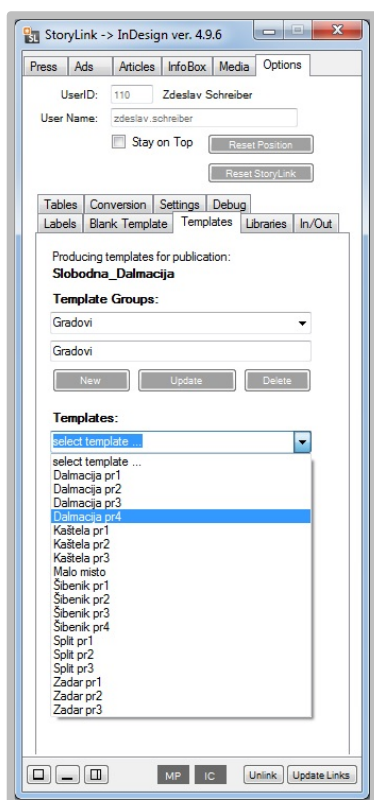 SL
StoryLink -> InDesign ver. 4.9.6
Press Ads Articles InfoBox Media Options
UserID: 110 Zdeslav Schreiber
User Name: zdeslav.schreiber
Stay on Top Reset Position
Reset StoryLink
Tables Conversion Settings Debug
Labels Blank Template Templates Libraries In/Out
Producing templates for publication:
Slobodna_Dalmacija
Template Groups:
Gradovi
Gradovi
New Update Delete
Templates:
select template ...
select template ...
Dalmacija pr1
Dalmacija pr2
Dalmacija pr3
Dalmacija pr4
Kaštela pr1
Kaštela pr2
Kaštela pr3
Malo misto
Šibenik pr1
Šibenik pr2
Šibenik pr3
Šibenik pr4
Split pr1
Split pr2
Split pr3
Zadar pr1
Zadar pr2
Zadar pr3
MP IC Unlink Update Links